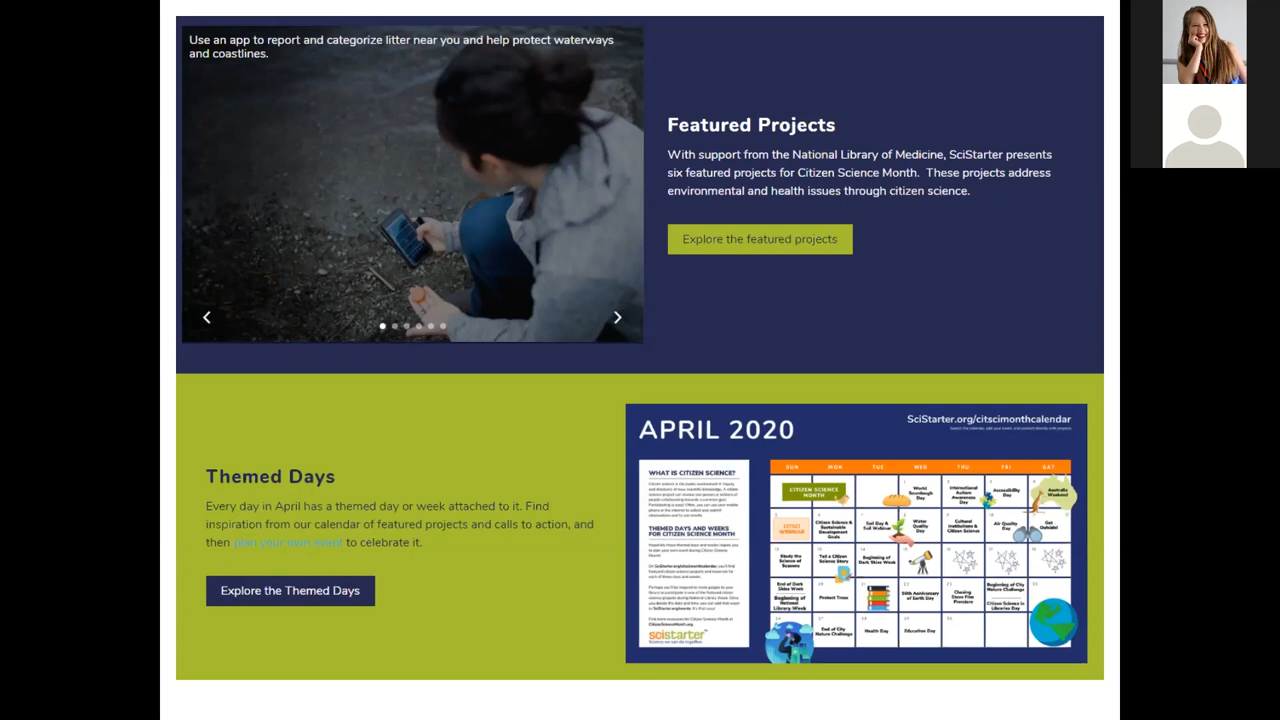 Use an app to report and categorize litter near you and help protect waterways
and coastlines.
Featured Projects
With support from the National Library of Medicine, SciStarter presents
six featured projects for Citizen Science Month. These projects address
environmental and health issues through citizen science.
Explore the featured projects
Themed Days
Every day in April has a themed day or week attached to it. Find
inspiration from our calendar of featured projects and calls to action, and
then plan your own event to celebrate it.
Explore the Themed Days
APRIL 2020
SciStarter.org/citscimonthcalendar
WHAT IS CITIZEN SCIENCE?
THEMED DAYS AND WEEKS
FOR CITIZEN SCIENCE MONTH
scistarter
Science we can do together.
SUN MON TUE WED THU FRI SAT
CITIZEN SCIENCE
MONTH
World
Sourdough
Day
International
Autism
Awareness
Day
Accessibility
Day
Australia
Weekend
CITSCI
WEBINAR
Citizen Science &
Sustainable
Development
Goals
Soil Day &
Soil Webinar
Water
Quality
Day
Cultural
Institutions &
Citizen Science
Air Quality
Day
Get
Outside!
Study the
Science of
Seasons
Tell a Citizen
Science Story
Beginning of
Dark Skies Week
End of Dark
Skies Week
Beginning of
National
Library Week
Protect Trees
50th Anniversary
of Earth Day
Chasing
Storm Film
Premiere
Beginning of City
Nature Challenge
Citizen Science in
Libraries Day
End of City
Nature Challenge
Health Day
Education Day